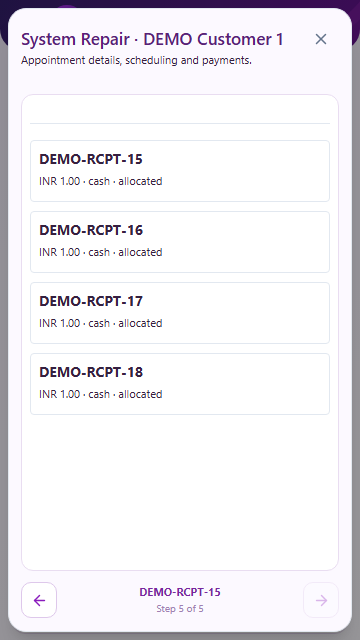 System Repair · DEMO Customer 1
Appointment details, scheduling and payments.
DEMO-RCPT-15
INR 1.00 · cash · allocated
DEMO-RCPT-16
INR 1.00 · cash · allocated
DEMO-RCPT-17
INR 1.00 · cash · allocated
DEMO-RCPT-18
INR 1.00 · cash · allocated
DEMO-RCPT-15
Step 5 of 5